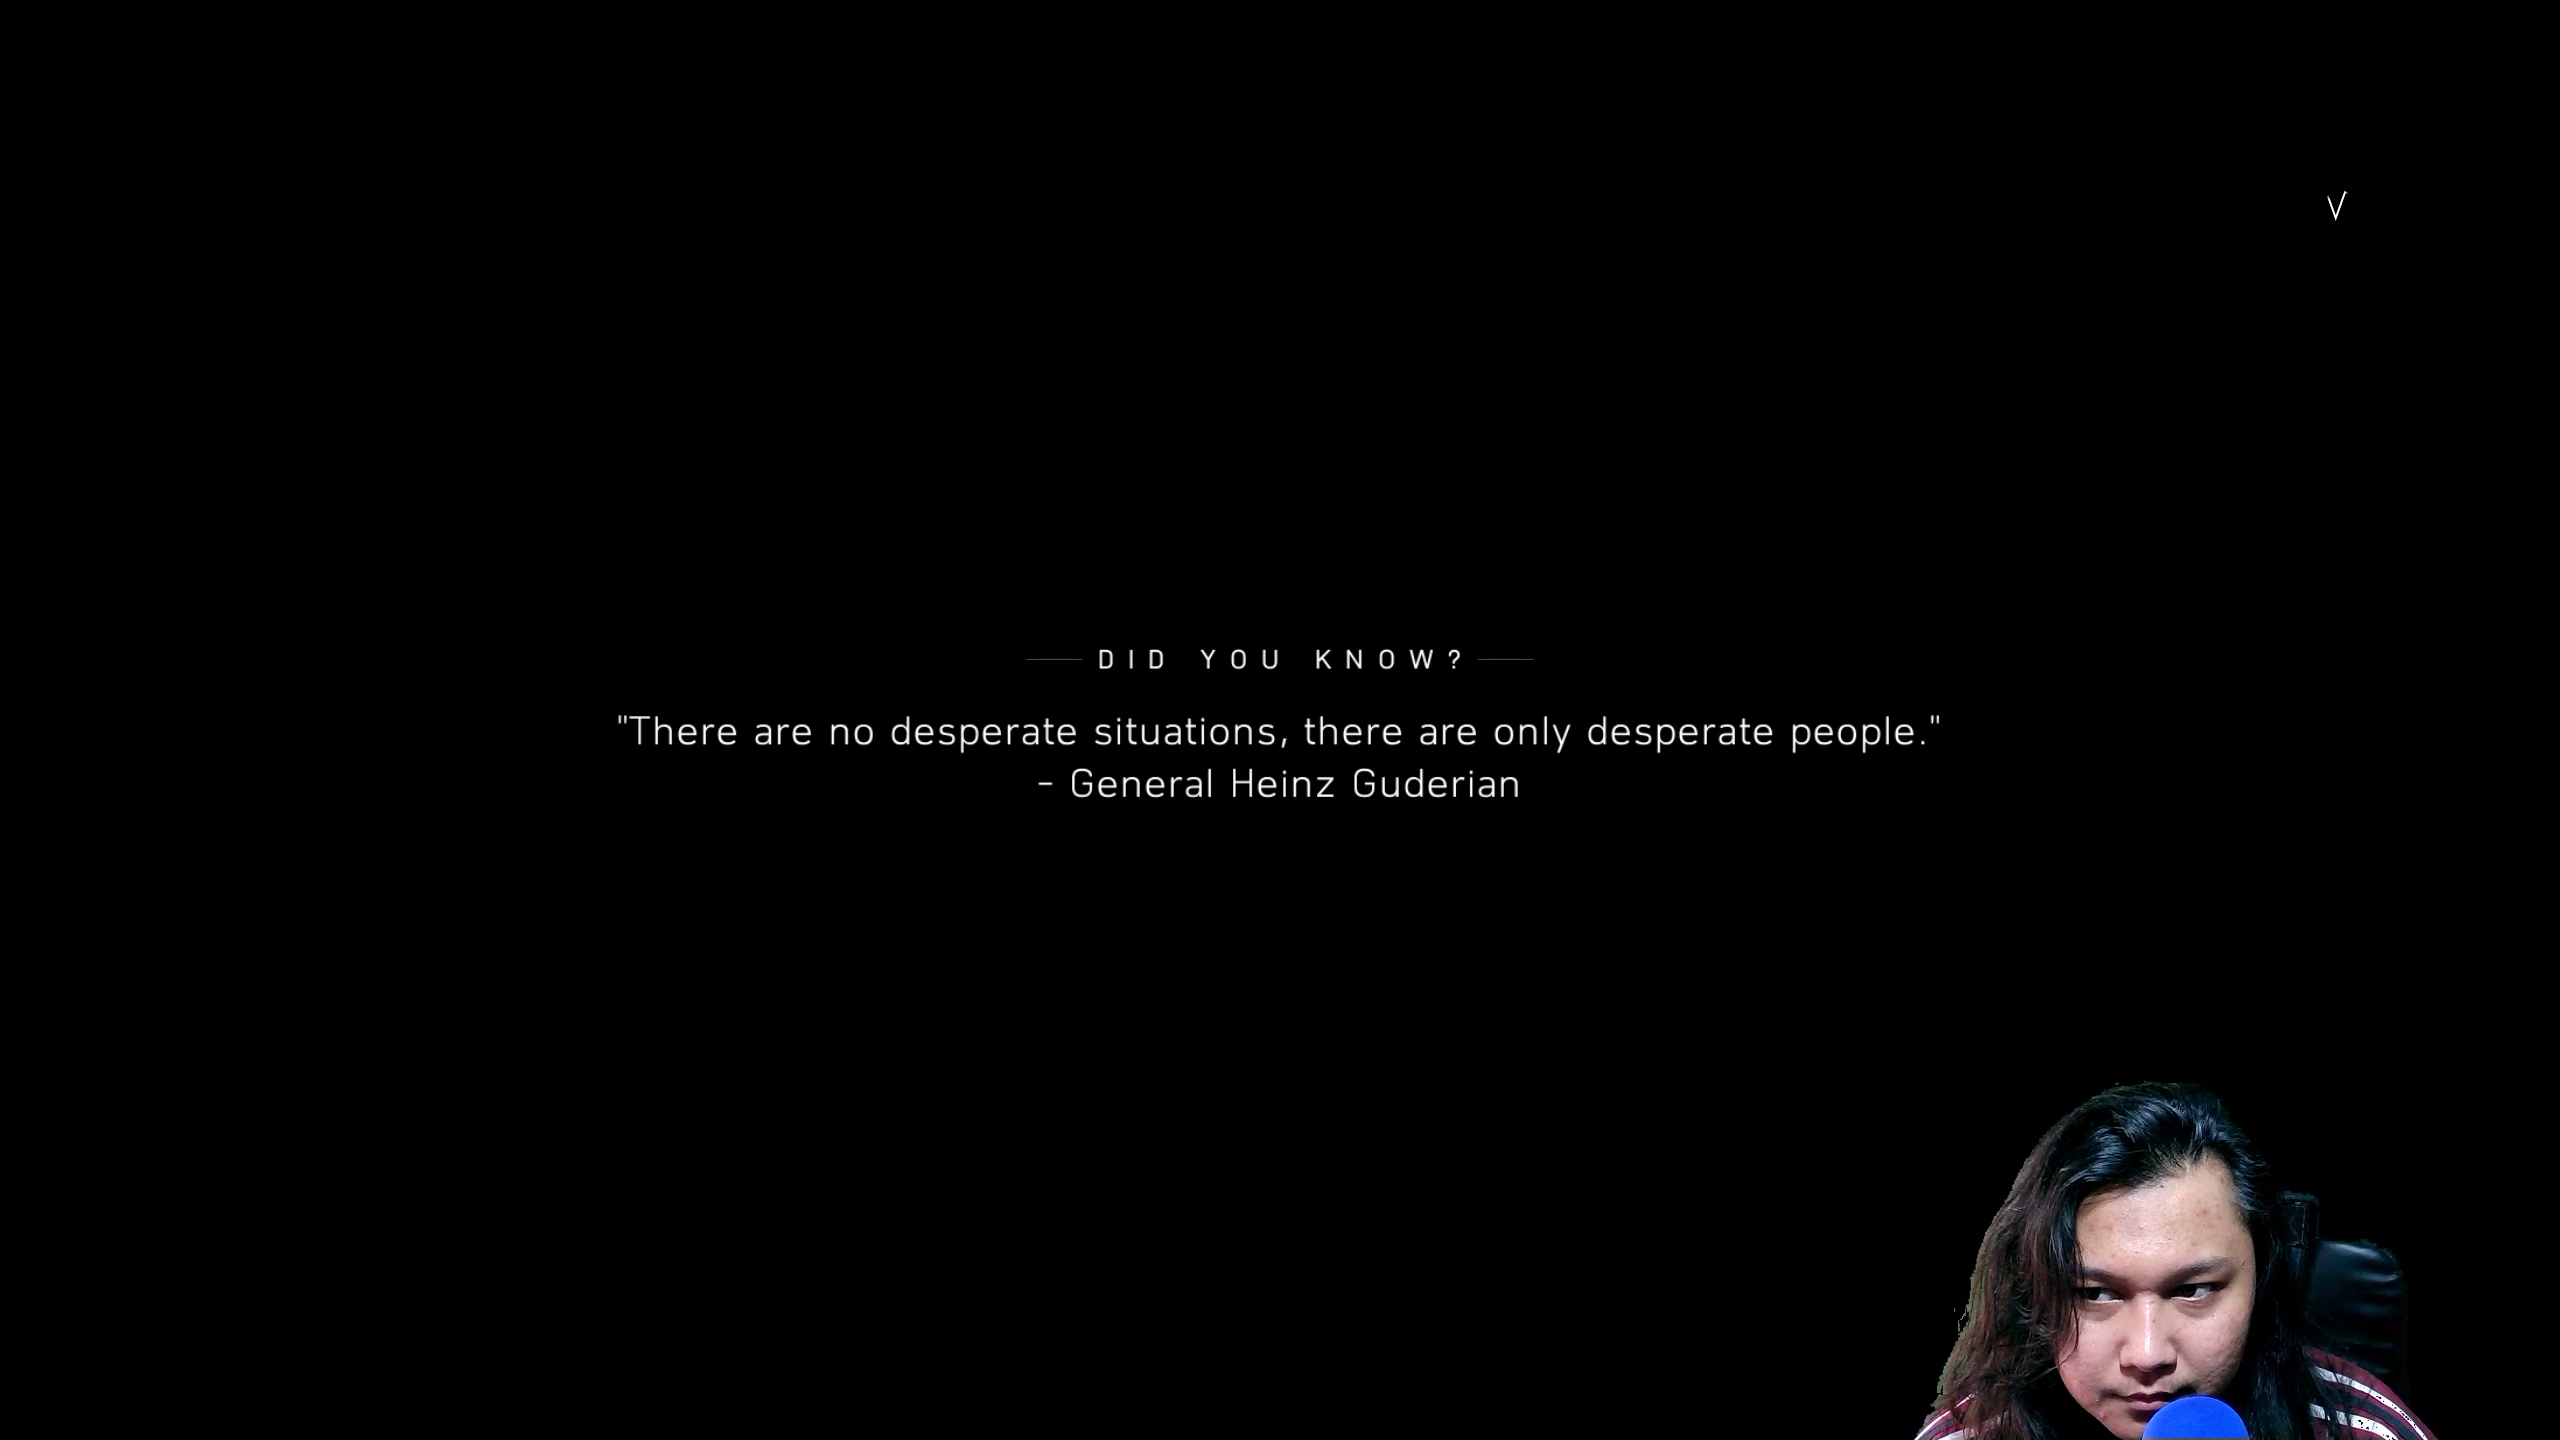 DID YOU KNOW?
"There are no desperate situations, there are only desperate people."
- General Heinz Guderian